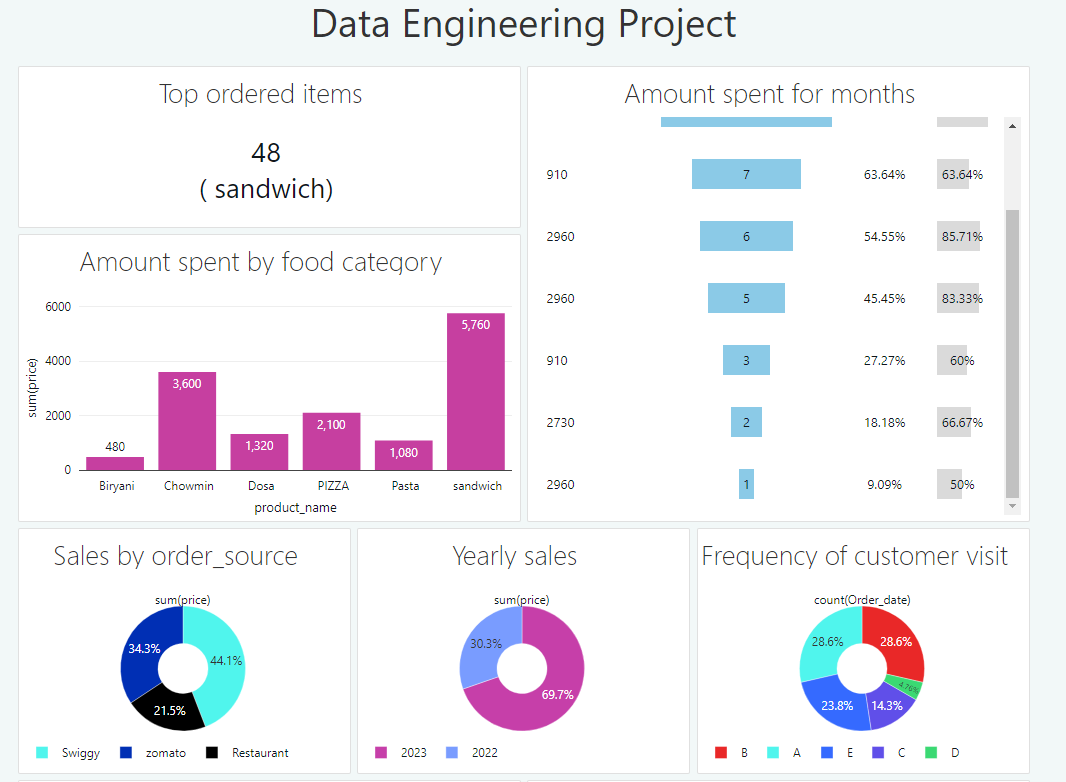 Data Engineering Project
Top ordered items
48
( sandwich)
Amount spent for months
910 7 63.64% 63.64%
2960 6 54.55% 85.71%
2960 5 45.45% 83.33%
910 3 27.27% 60%
2730 2 18.18% 66.67%
2960 1 9.09% 50%
Amount spent by food category
sum(price)
6000
4000
2000
0
480
3,600
1,320
2,100
1,080
5,760
Biryani Chowmin Dosa PIZZA Pasta sandwich
product_name
Sales by order_source
sum(price)
34.3%
44.1%
21.5%
Swiggy zomato Restaurant
Yearly sales
sum(price)
30.3%
69.7%
2023 2022
Frequency of customer visit
count(Order_date)
28.6% 28.6%
4.76%
23.8% 14.3%
B A E C D